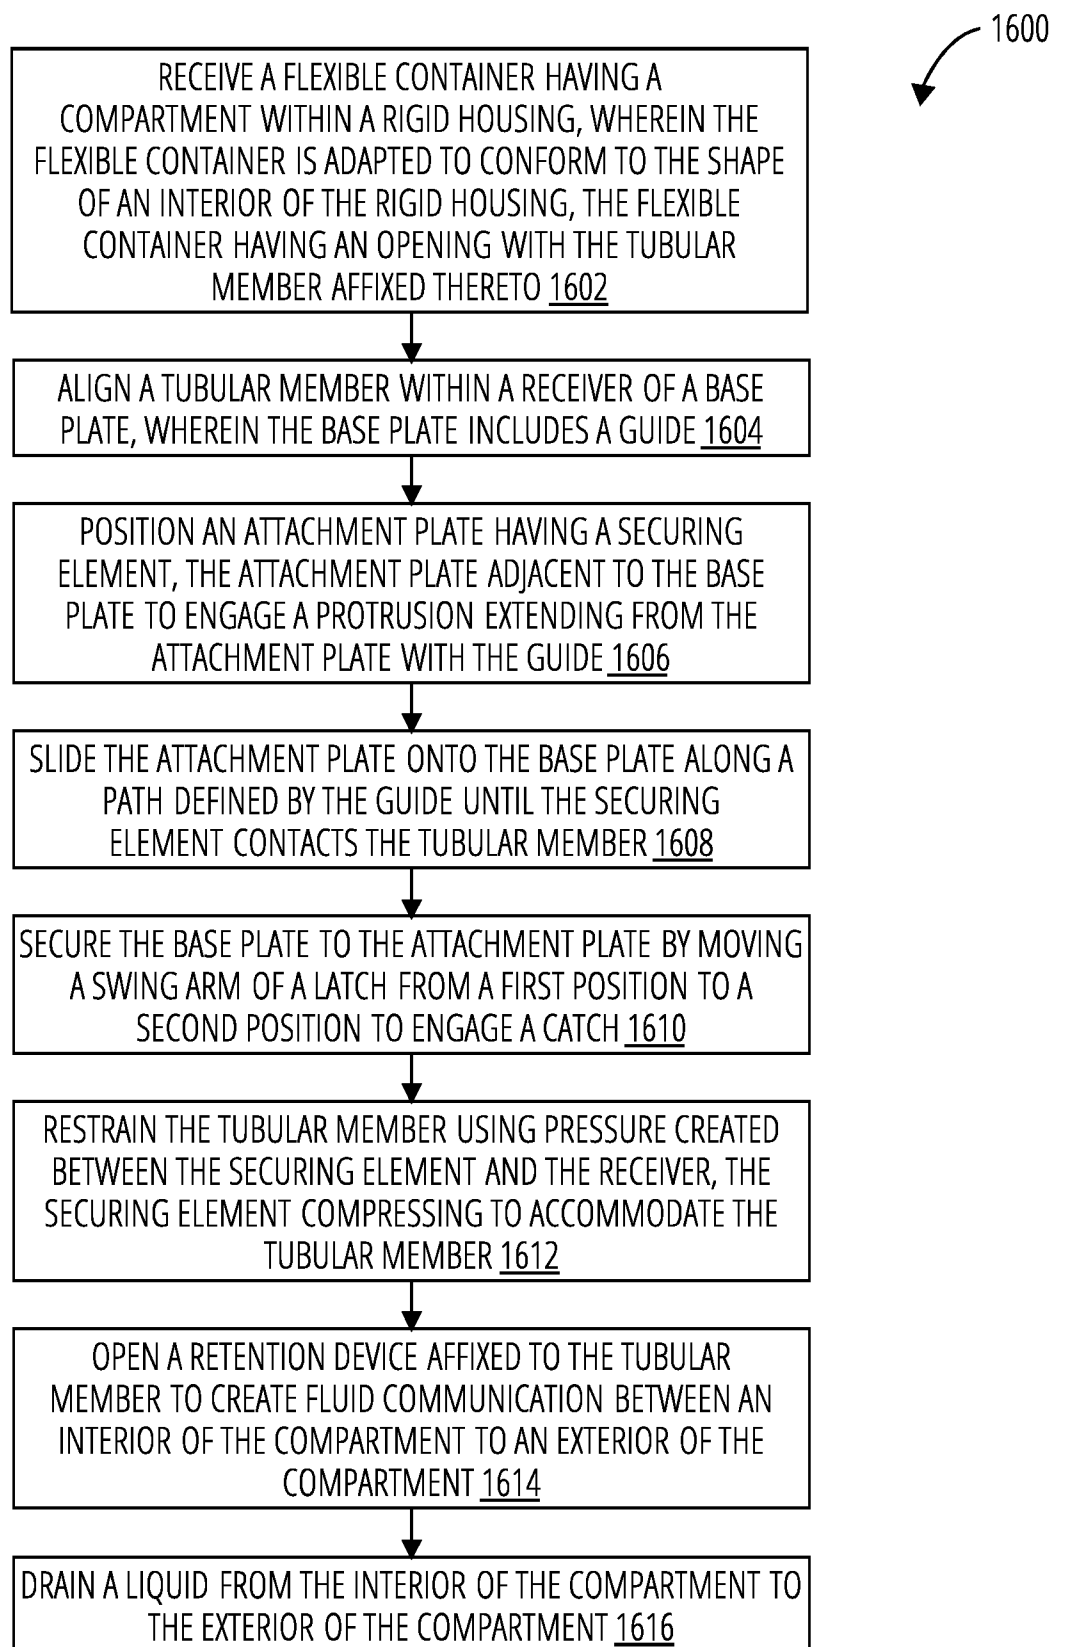 1600
RECEIVE A FLEXIBLE CONTAINER HAVING A
COMPARTMENT WITHIN A RIGID HOUSING, WHEREIN THE
FLEXIBLE CONTAINER IS ADAPTED TO CONFORM TO THE SHAPE
OF AN INTERIOR OF THE RIGID HOUSING, THE FLEXIBLE
CONTAINER HAVING AN OPENING WITH THE TUBULAR
MEMBER AFFIXED THERETO 1602
ALIGN A TUBULAR MEMBER WITHIN A RECEIVER OF A BASE
PLATE, WHEREIN THE BASE PLATE INCLUDES A GUIDE 1604
POSITION AN ATTACHMENT PLATE HAVING A SECURING
ELEMENT, THE ATTACHMENT PLATE ADJACENT TO THE BASE
PLATE TO ENGAGE A PROTRUSION EXTENDING FROM THE
ATTACHMENT PLATE WITH THE GUIDE 1606
SLIDE THE ATTACHMENT PLATE ONTO THE BASE PLATE ALONG A
PATH DEFINED BY THE GUIDE UNTIL THE SECURING
ELEMENT CONTACTS THE TUBULAR MEMBER 1608
SECURE THE BASE PLATE TO THE ATTACHMENT PLATE BY MOVING
A SWING ARM OF A LATCH FROM A FIRST POSITION TO A
SECOND POSITION TO ENGAGE A CATCH 1610
RESTRAIN THE TUBULAR MEMBER USING PRESSURE CREATED
BETWEEN THE SECURING ELEMENT AND THE RECEIVER, THE
SECURING ELEMENT COMPRESSING TO ACCOMMODATE THE
TUBULAR MEMBER 1612
OPEN A RETENTION DEVICE AFFIXED TO THE TUBULAR
MEMBER TO CREATE FLUID COMMUNICATION BETWEEN AN
INTERIOR OF THE COMPARTMENT TO AN EXTERIOR OF THE
COMPARTMENT 1614
DRAIN A LIQUID FROM THE INTERIOR OF THE COMPARTMENT TO
THE EXTERIOR OF THE COMPARTMENT 1616